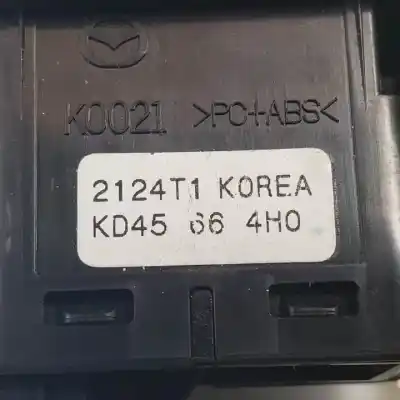 K0021 >PC+ABS<
2124T1 KOREA
KD45 66 4H0